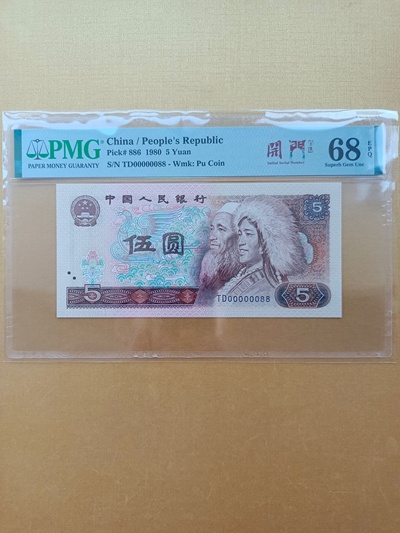 PMG
PAPER MONEY GUARANTY
China / People's Republic
Pick# 886 1980 5 Yuan
S/N TD00000088 - Wmk: Pu Coin
開門
68 EPQ
Superb Gem Unc
中国人民银行
5
伍圆
5
TD00000088
5